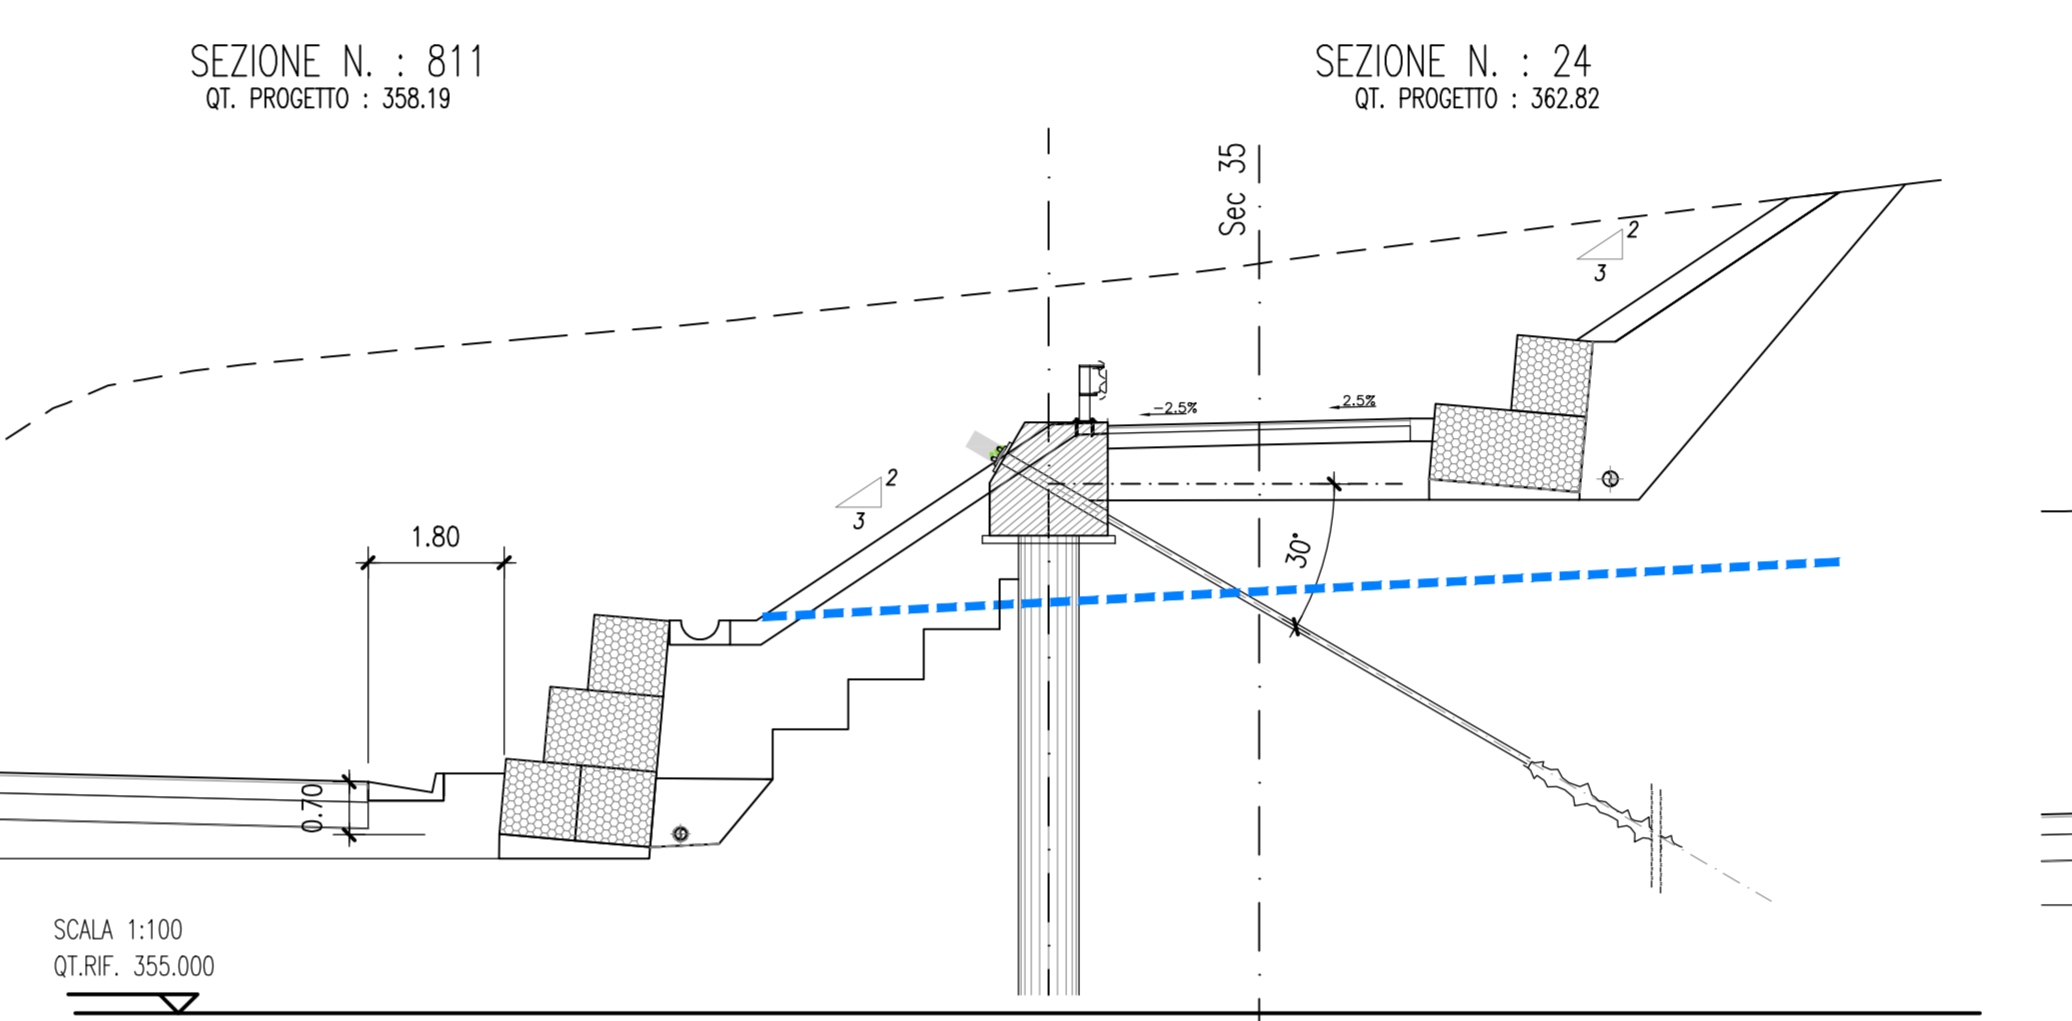 SEZIONE N. : 811
QT. PROGETTO : 358.19
SEZIONE N. : 24
QT. PROGETTO : 362.82
Sec 35
2
3
-2.5%
2.5%
2
3
1.80
30°
0.70
SCALA 1:100
QT.RIF. 355.000